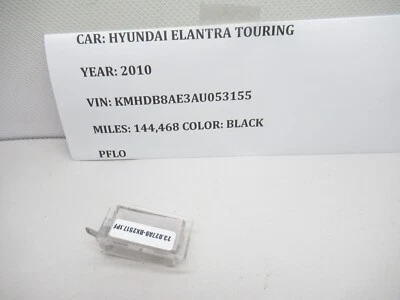 CAR: HYUNDAI ELANTRA TOURING
YEAR: 2010
VIN: KMHDB8AE3AU053155
MILES: 144,468 COLOR: BLACK
PFLO